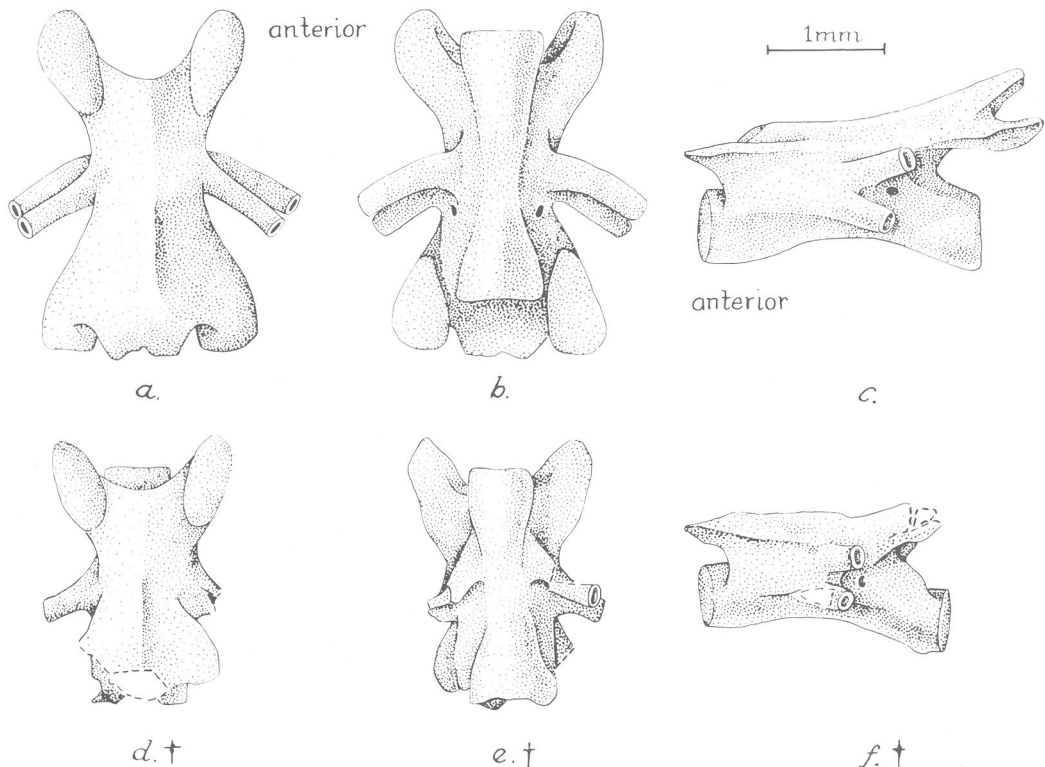 anterior
1mm
anterior
a.
b.
c.
d.†
e.†
f.†